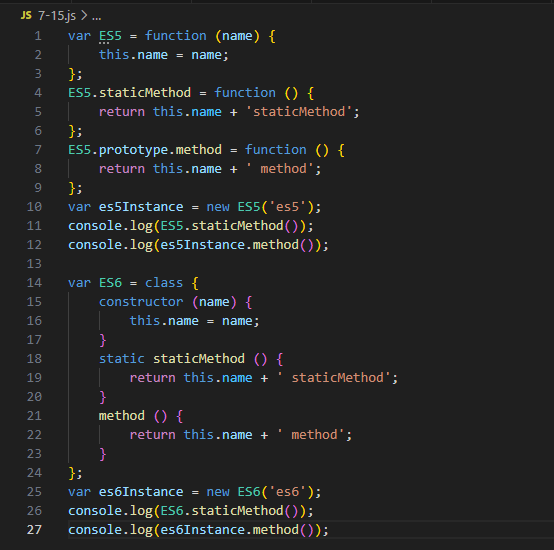 JS 7-15.js > ...
1 var ES5 = function (name) {
2     this.name = name;
3 };
4 ES5.staticMethod = function () {
5     return this.name + 'staticMethod';
6 };
7 ES5.prototype.method = function () {
8     return this.name + ' method';
9 };
10 var es5Instance = new ES5('es5');
11 console.log(ES5.staticMethod());
12 console.log(es5Instance.method());
13
14 var ES6 = class {
15     constructor (name) {
16         this.name = name;
17     }
18     static staticMethod () {
19         return this.name + ' staticMethod';
20     }
21     method () {
22         return this.name + ' method';
23     }
24 };
25 var es6Instance = new ES6('es6');
26 console.log(ES6.staticMethod());
27 console.log(es6Instance.method());